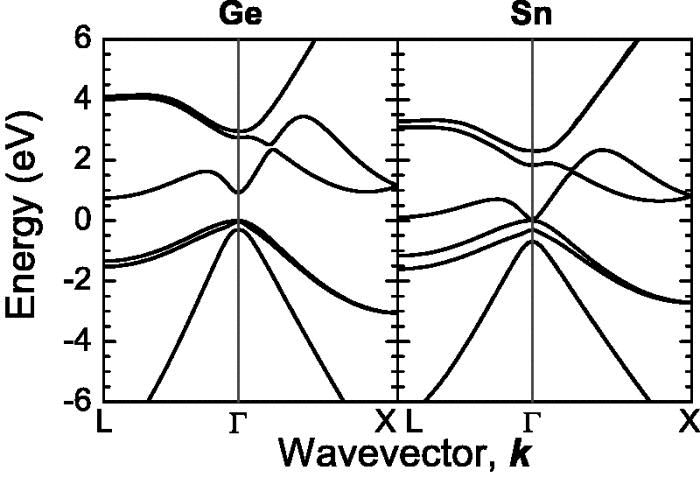 Ge Sn
Energy (eV)
6
4
2
0
-2
-4
-6
L Γ X L Γ X
Wavevector, k